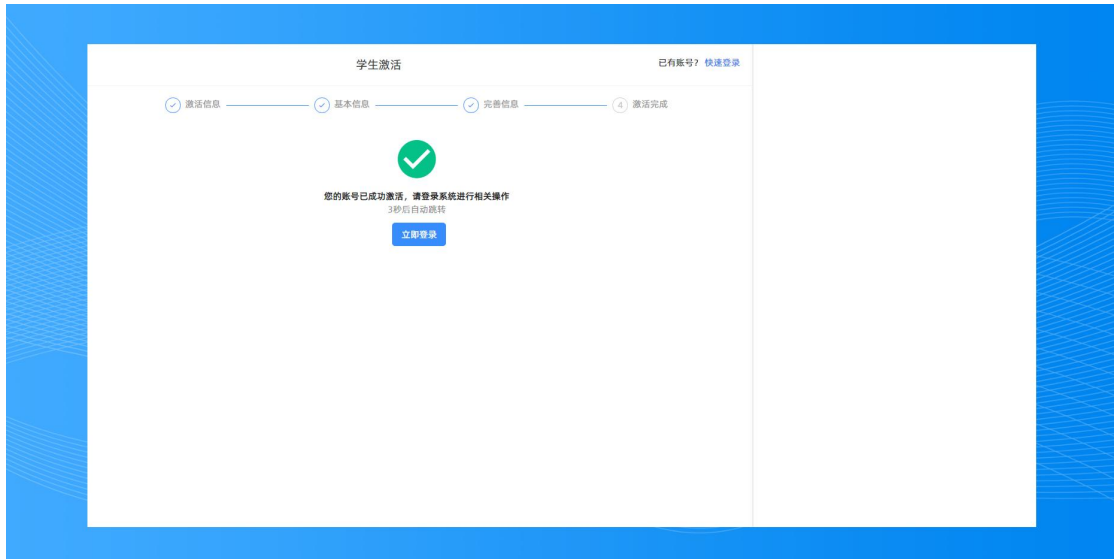 学生激活
已有账号? 快速登录
激活信息
基本信息
完善信息
4 激活完成
您的账号已成功激活，请登录系统进行相关操作
3秒后自动跳转
立即登录